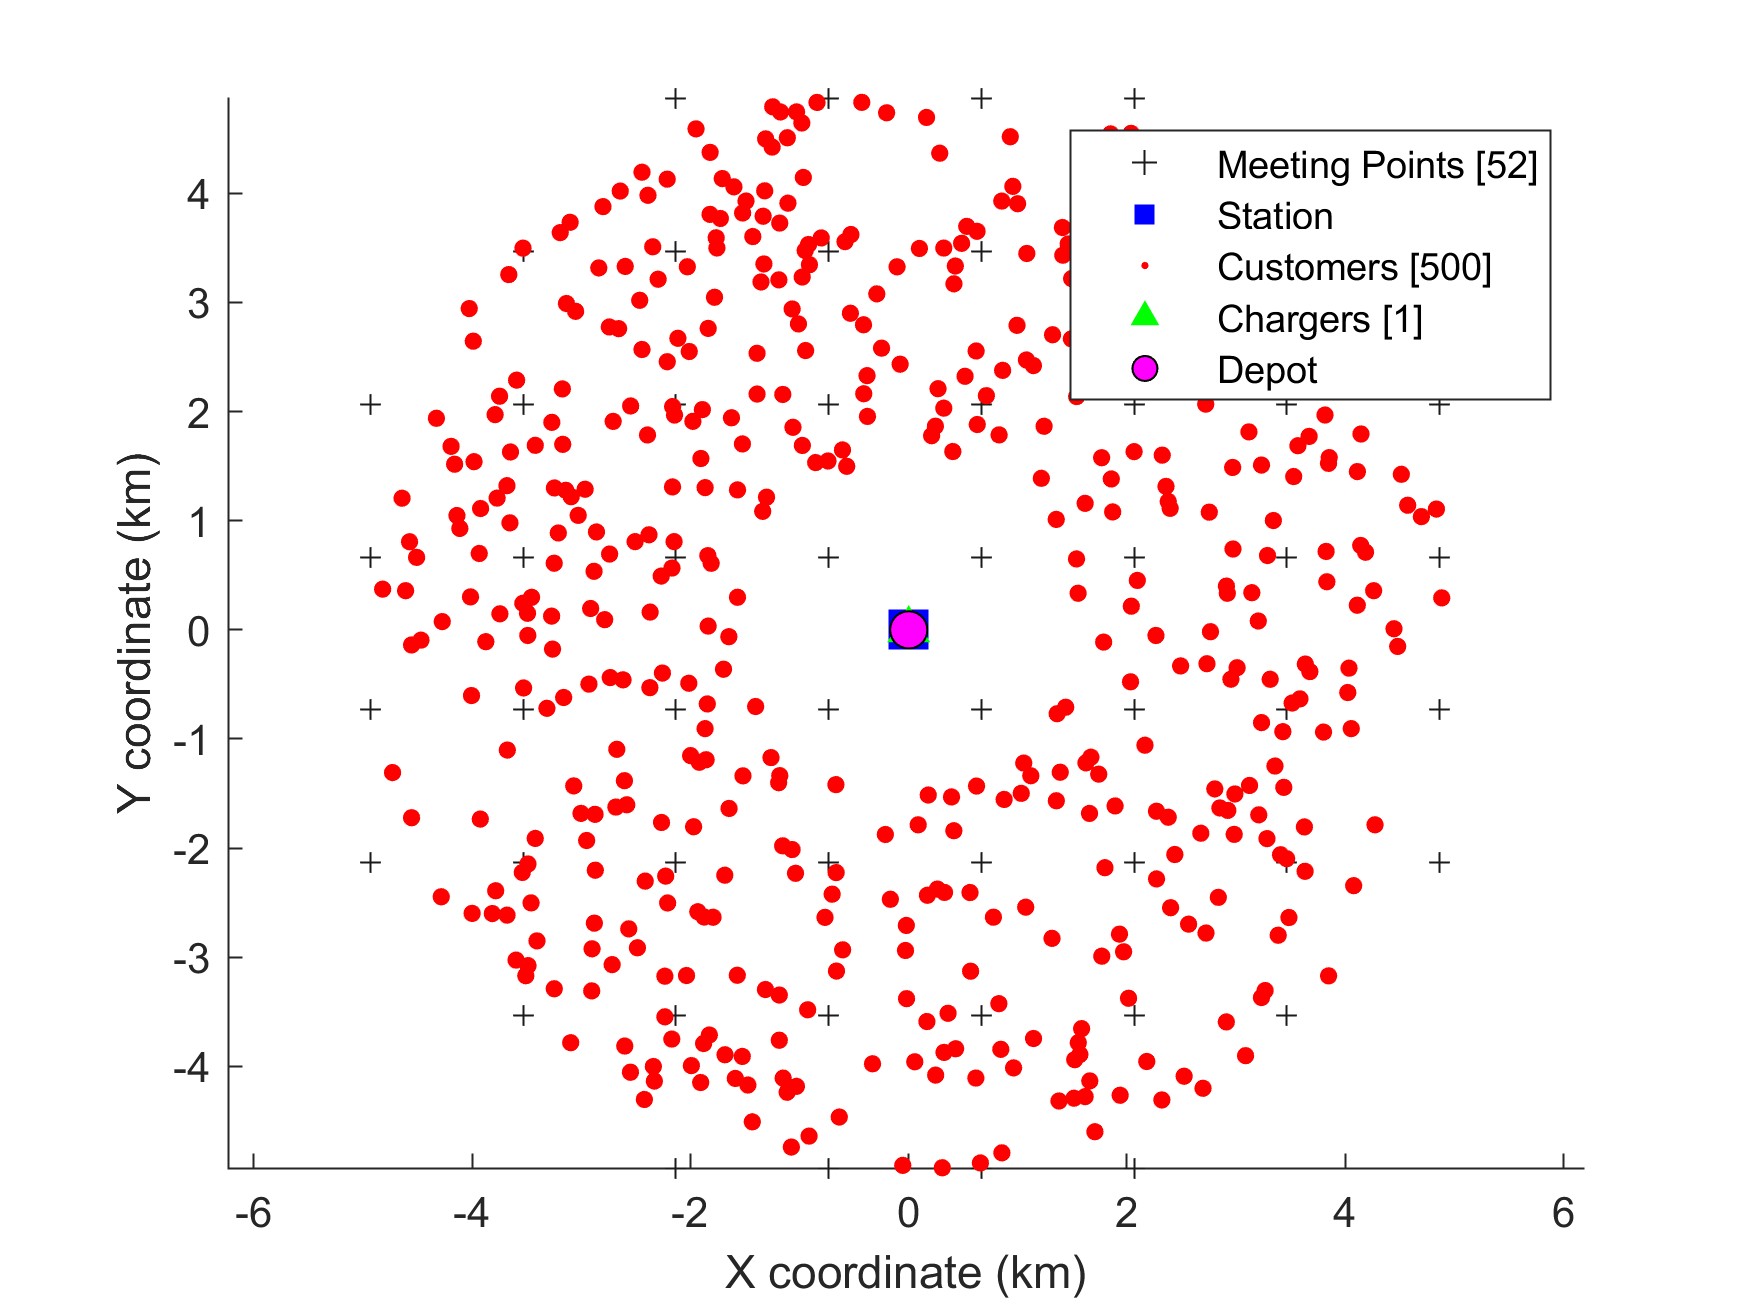 Meeting Points [52]
Station
Customers [500]
Chargers [1]
Depot
Y coordinate (km)
4
3
2
1
0
-1
-2
-3
-4
-6 -4 -2 0 2 4 6
X coordinate (km)